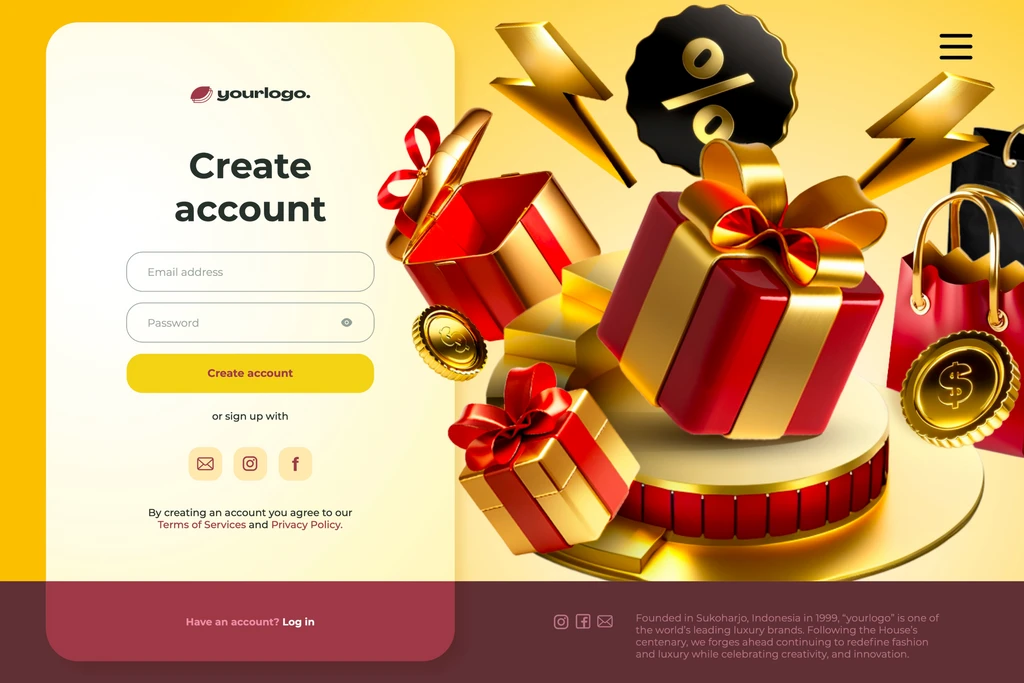 yourlogo.
Create
account
Email address
Password
Create account
or sign up with
f
By creating an account you agree to our
Terms of Services and Privacy Policy.
Have an account? Log in
%
$
Founded in Sukoharjo, Indonesia in 1999, “yourlogo” is one of
the world’s leading luxury brands. Following the House’s
centenary, we forges ahead continuing to redefine fashion
and luxury while celebrating creativity, and innovation.